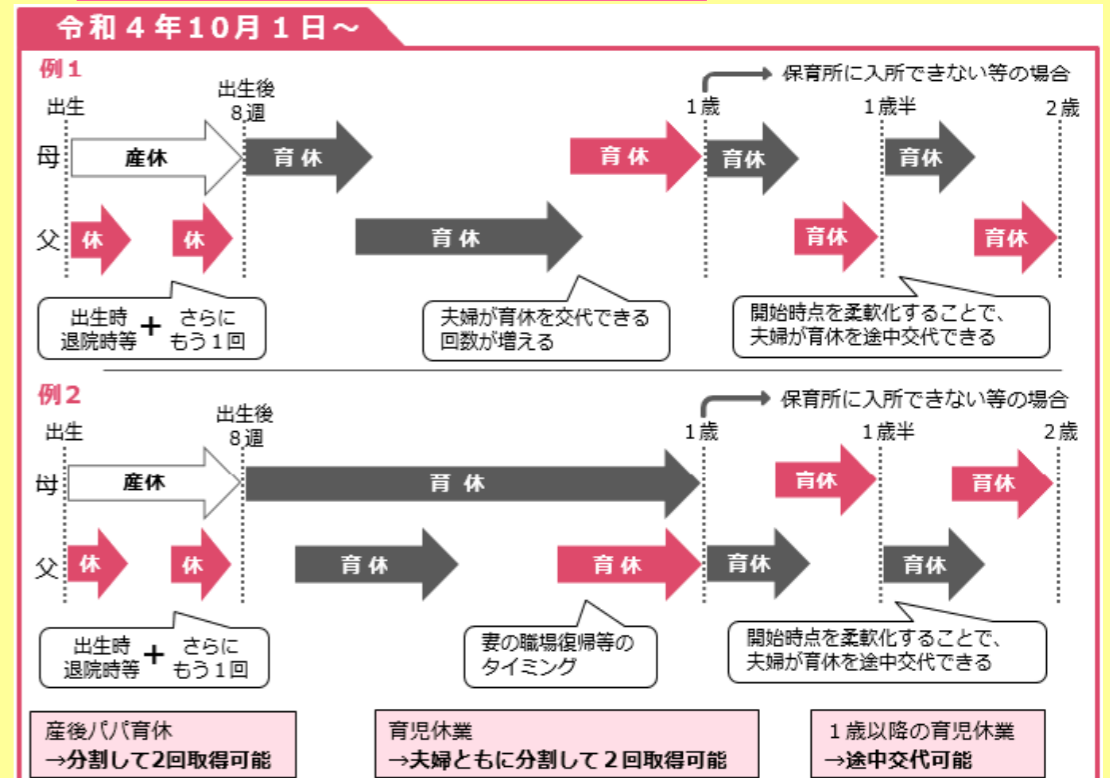 令和４年10月１日～
例１
出生
出生後
8週
1歳
保育所に入所できない等の場合
1歳半
2歳
母
産休
育休
育休
育休
育休
父
休
休
育休
育休
育休
出生時
退院時等
＋
さらに
もう１回
夫婦が育休を交代できる
回数が増える
開始時点を柔軟化することで、
夫婦が育休を途中交代できる
例2
出生
出生後
8週
1歳
保育所に入所できない等の場合
1歳半
2歳
母
産休
育休
育休
育休
父
休
休
育休
育休
育休
育休
出生時
退院時等
＋
さらに
もう１回
妻の職場復帰等の
タイミング
開始時点を柔軟化することで、
夫婦が育休を途中交代できる
産後パパ育休
→分割して2回取得可能
育児休業
→夫婦ともに分割して２回取得可能
１歳以降の育児休業
→途中交代可能